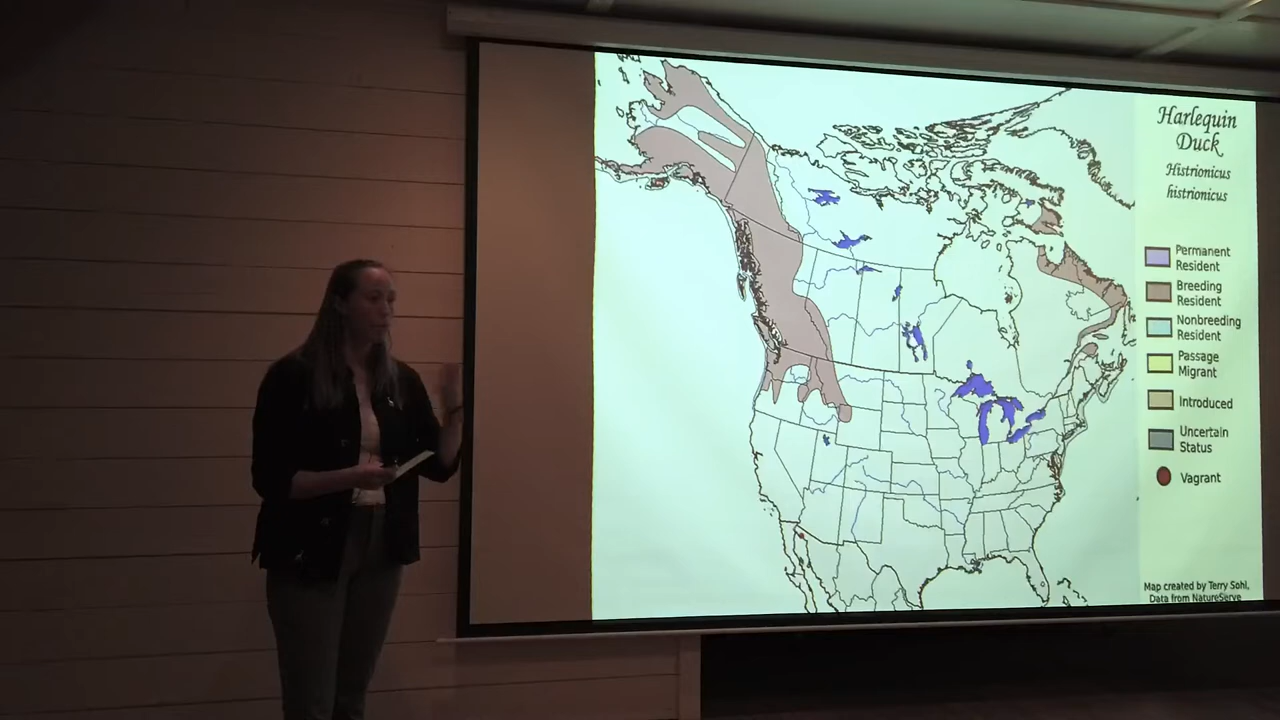 Harlequin
Duck
Histrionicus
histrionicus
Permanent
Resident
Breeding
Resident
Nonbreeding
Resident
Passage
Migrant
Introduced
Uncertain
Status
Vagrant
Map created by Terry Sohl,
Data from NatureServe